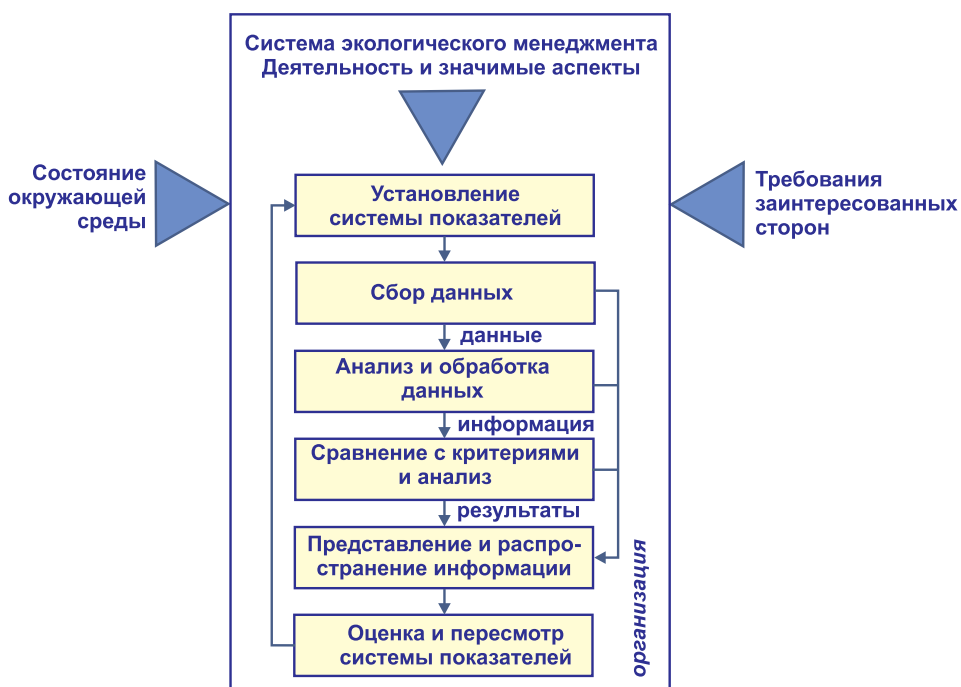 Система экологического менеджмента
Деятельность и значимые аспекты
Состояние
окружающей
среды
Требования
заинтересованных
сторон
Установление
системы показателей
Сбор данных
данные
Анализ и обработка
данных
информация
Сравнение с критериями
и анализ
результаты
Представление и распро-
странение информации
Оценка и пересмотр
системы показателей
организация